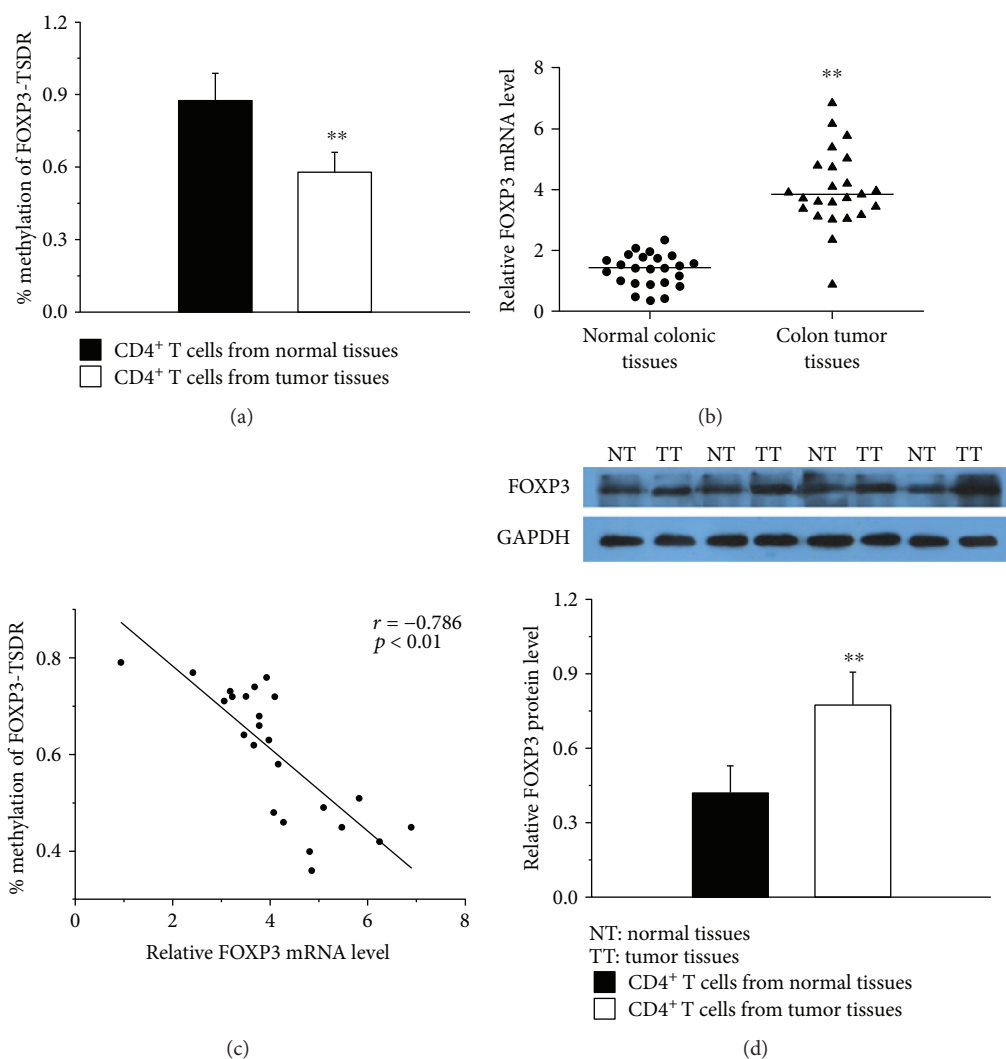 1.2
0.9
0.6
0.3
0.0
% methylation of FOXP3-TSDR
**
CD4+ T cells from normal tissues
CD4+ T cells from tumor tissues
(a)
8
6
4
2
0
Relative FOXP3 mRNA level
**
Normal colonic
tissues
Colon tumor
tissues
(b)
0.8
0.6
0.4
% methylation of FOXP3-TSDR
r = −0.786
p < 0.01
0 2 4 6 8
Relative FOXP3 mRNA level
(c)
NT TT NT TT NT TT NT TT
FOXP3
GAPDH
1.2
0.9
0.6
0.3
0.0
Relative FOXP3 protein level
**
NT: normal tissues
TT: tumor tissues
CD4+ T cells from normal tissues
CD4+ T cells from tumor tissues
(d)